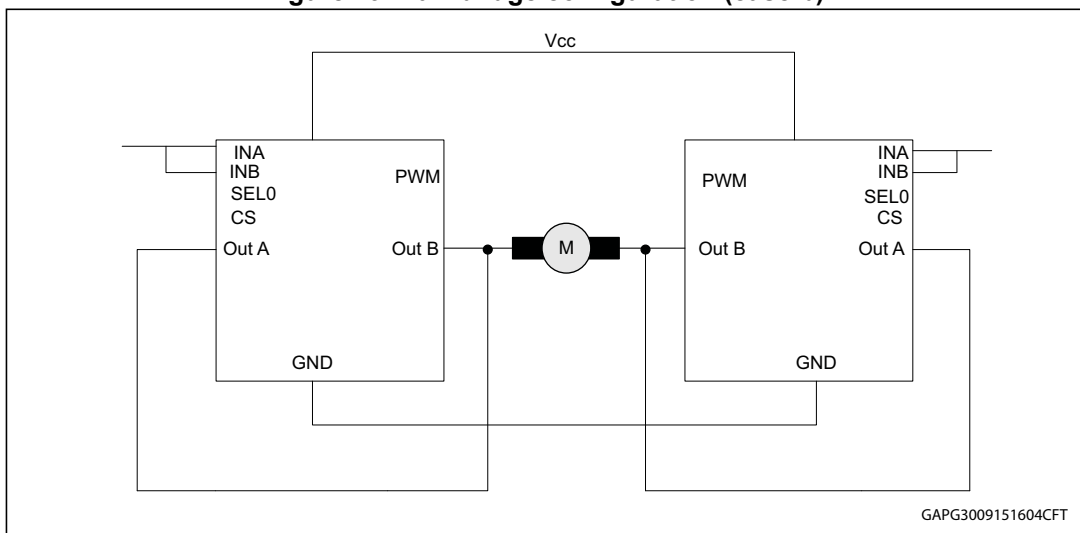 Vcc
INA
INB
SEL0
CS
Out A
PWM
Out B
GND
M
INA
INB
SEL0
CS
Out A
PWM
Out B
GND
GAPG3009151604CFT